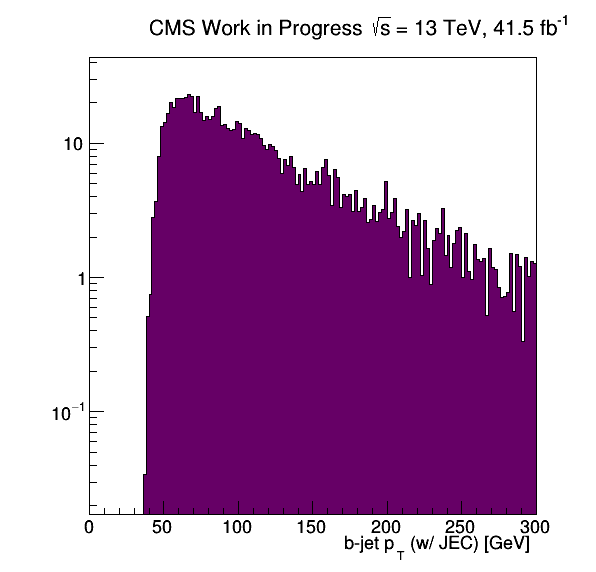 CMS Work in Progress √s = 13 TeV, 41.5 fb⁻¹
10
1
10⁻¹
0 50 100 150 200 250 300
b-jet p_T (w/ JEC) [GeV]